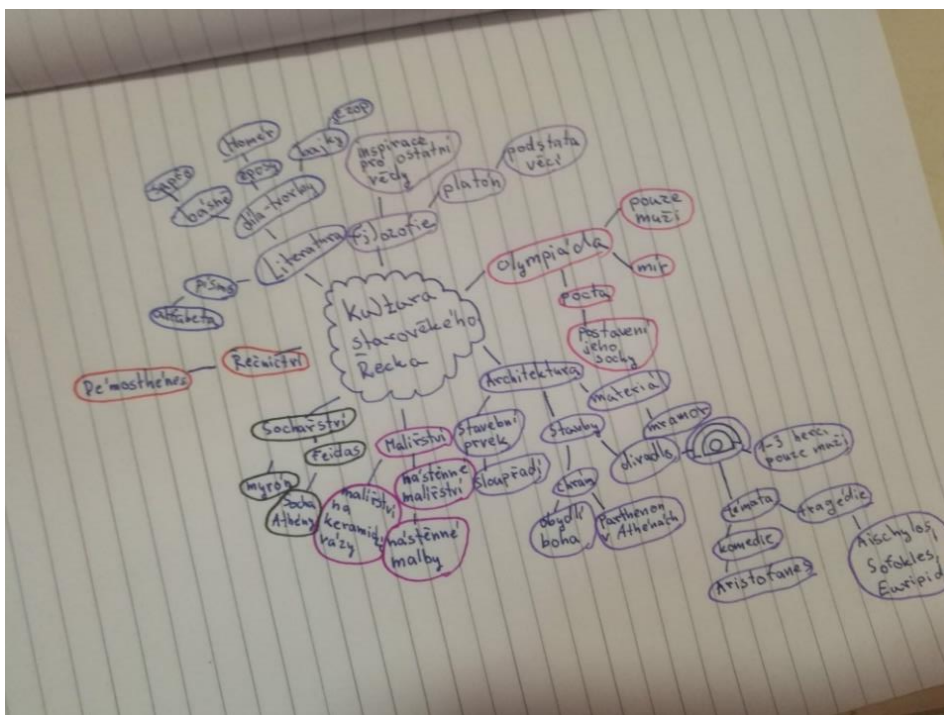 Kultura
starověkého
Řecka
Literatura
díla-tvorby
básně
Sapfó
eposy
Homér
bajky
ezop
písmo
alfabeta
filozofie
inspirace
pro ostatní
vědy
platón
podstata
věcí
Olympiáda
pouze
muži
mír
pocta
postavení
jeho
sochy
Architektura
Stavební
prvek
sloupřadí
stavby
chrám
obydlí
boha
Parthenon
v Athénách
materiál
mramor
divadlo
1-3 herci
pouze muži
témata
komedie
Aristofanes
tragédie
Aischylos,
Sofokles,
Euripid
Malířství
malířství
na
keramiky
vázy
nástěnné
malířství
nástěnné
malby
Sochařství
Feidas
myrón
Socha
Athény
Řečnictví
Démosthénes